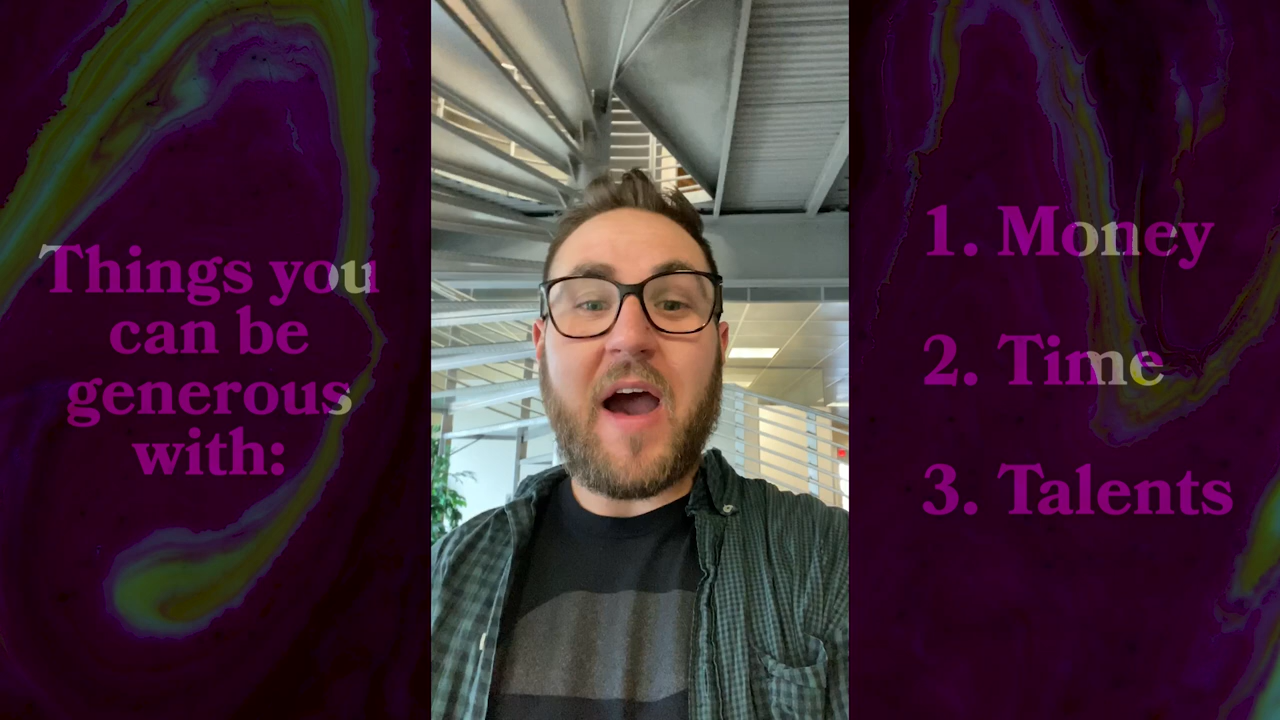 Things you
can be
generous
with:
1. Money
2. Time
3. Talents